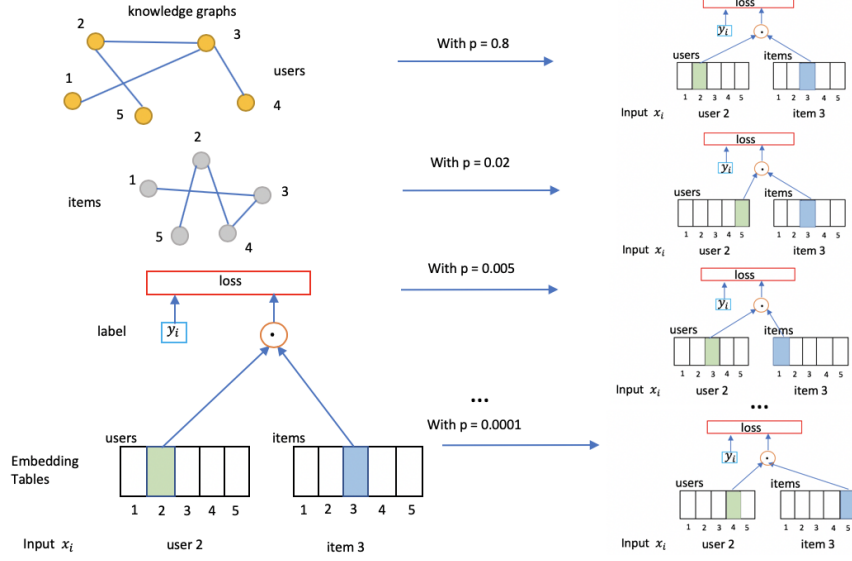 knowledge graphs
2
3
1
users
5
4
2
1
3
items
5
4
loss
label
yᵢ
users
items
Embedding
Tables
1 2 3 4 5
1 2 3 4 5
Input xᵢ
user 2
item 3
With p = 0.8
With p = 0.02
With p = 0.005
...
With p = 0.0001
loss
yᵢ
users
items
1 2 3 4 5
1 2 3 4 5
Input xᵢ
user 2
item 3
loss
yᵢ
users
items
1 2 3 4 5
1 2 3 4 5
Input xᵢ
user 2
item 3
loss
yᵢ
users
items
1 2 3 4 5
1 2 3 4 5
Input xᵢ
user 2
item 3
...
loss
yᵢ
users
items
1 2 3 4 5
1 2 3 4 5
Input xᵢ
user 2
item 3